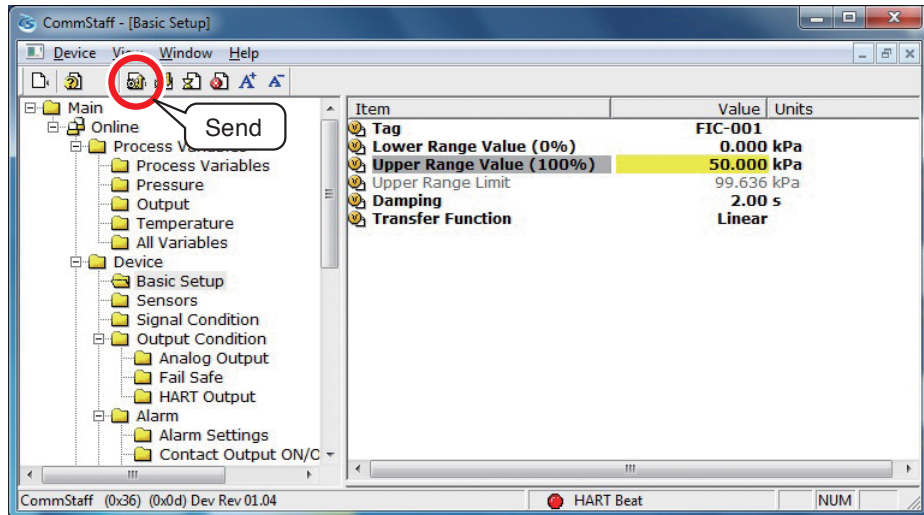 CommStaff - [Basic Setup]
Device View Window Help
Send
Main
Online
Process Variables
Process Variables
Pressure
Output
Temperature
All Variables
Device
Basic Setup
Sensors
Signal Condition
Output Condition
Analog Output
Fail Safe
HART Output
Alarm
Alarm Settings
Contact Output ON/O
Item Value Units
Tag FIC-001
Lower Range Value (0%) 0.000 kPa
Upper Range Value (100%) 50.000 kPa
Upper Range Limit 99.636 kPa
Damping 2.00 s
Transfer Function Linear
CommStaff (0x36) (0x0d) Dev Rev 01.04 HART Beat NUM